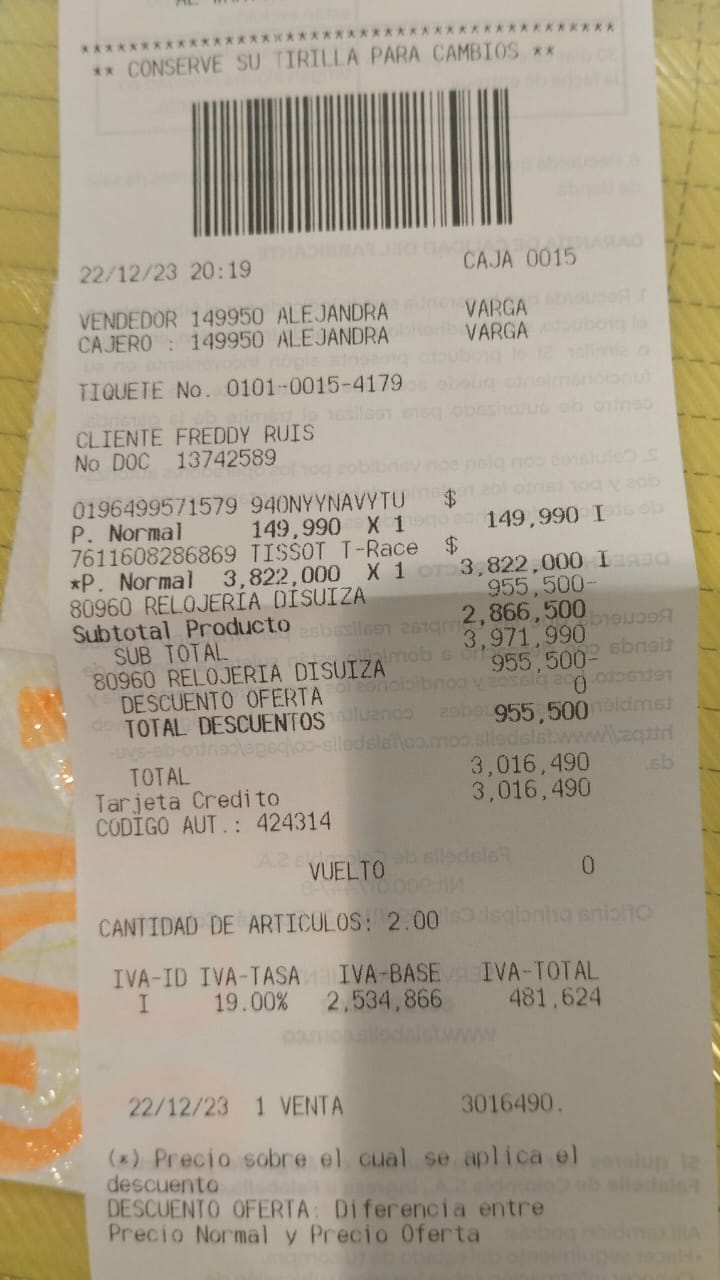 ****************************************
** CONSERVE SU TIRILLA PARA CAMBIOS **
22/12/23 20:19 CAJA 0015
VENDEDOR 149950 ALEJANDRA VARGA
CAJERO : 149950 ALEJANDRA VARGA
TIQUETE No. 0101-0015-4179
CLIENTE FREDDY RUIS
No DOC 13742589
0196499571579 940NYYNAVYTU $
P. Normal 149,990 X 1 149,990 I
7611608286869 TISSOT T-Race $
*P. Normal 3,822,000 X 1 3,822,000 I
80960 RELOJERIA DISUIZA 955,500-
Subtotal Producto 2,866,500
SUB TOTAL 3,971,990
80960 RELOJERIA DISUIZA 955,500-
DESCUENTO OFERTA 0
TOTAL DESCUENTOS 955,500
TOTAL 3,016,490
Tarjeta Credito 3,016,490
CODIGO AUT.: 424314
VUELTO 0
CANTIDAD DE ARTICULOS: 2.00
IVA-ID IVA-TASA IVA-BASE IVA-TOTAL
I 19.00% 2,534,866 481,624
22/12/23 1 VENTA 3016490.
(*) Precio sobre el cual se aplica el
descuento
DESCUENTO OFERTA: Diferencia entre
Precio Normal y Precio Oferta